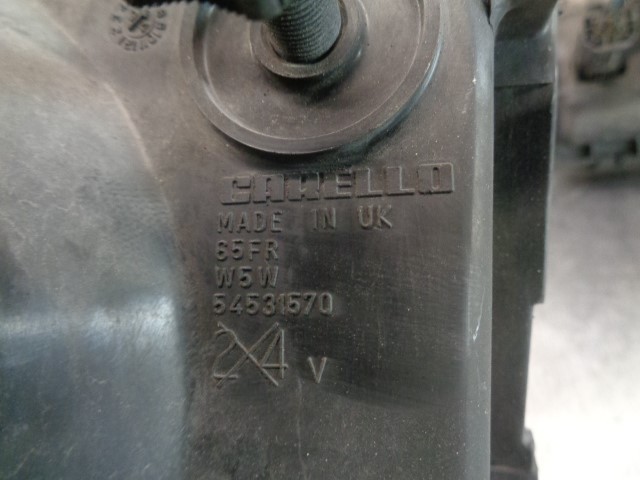 CARELLO
MADE IN UK
65FR
W5W
54531570
24 V